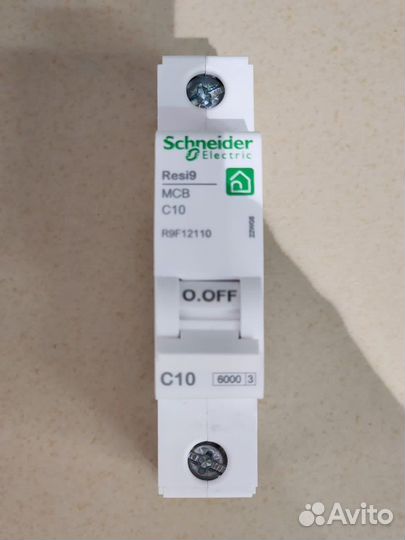 Schneider
Electric
Resi9
MCB
C10
R9F12110
O.OFF
C10 6000 3
Avito